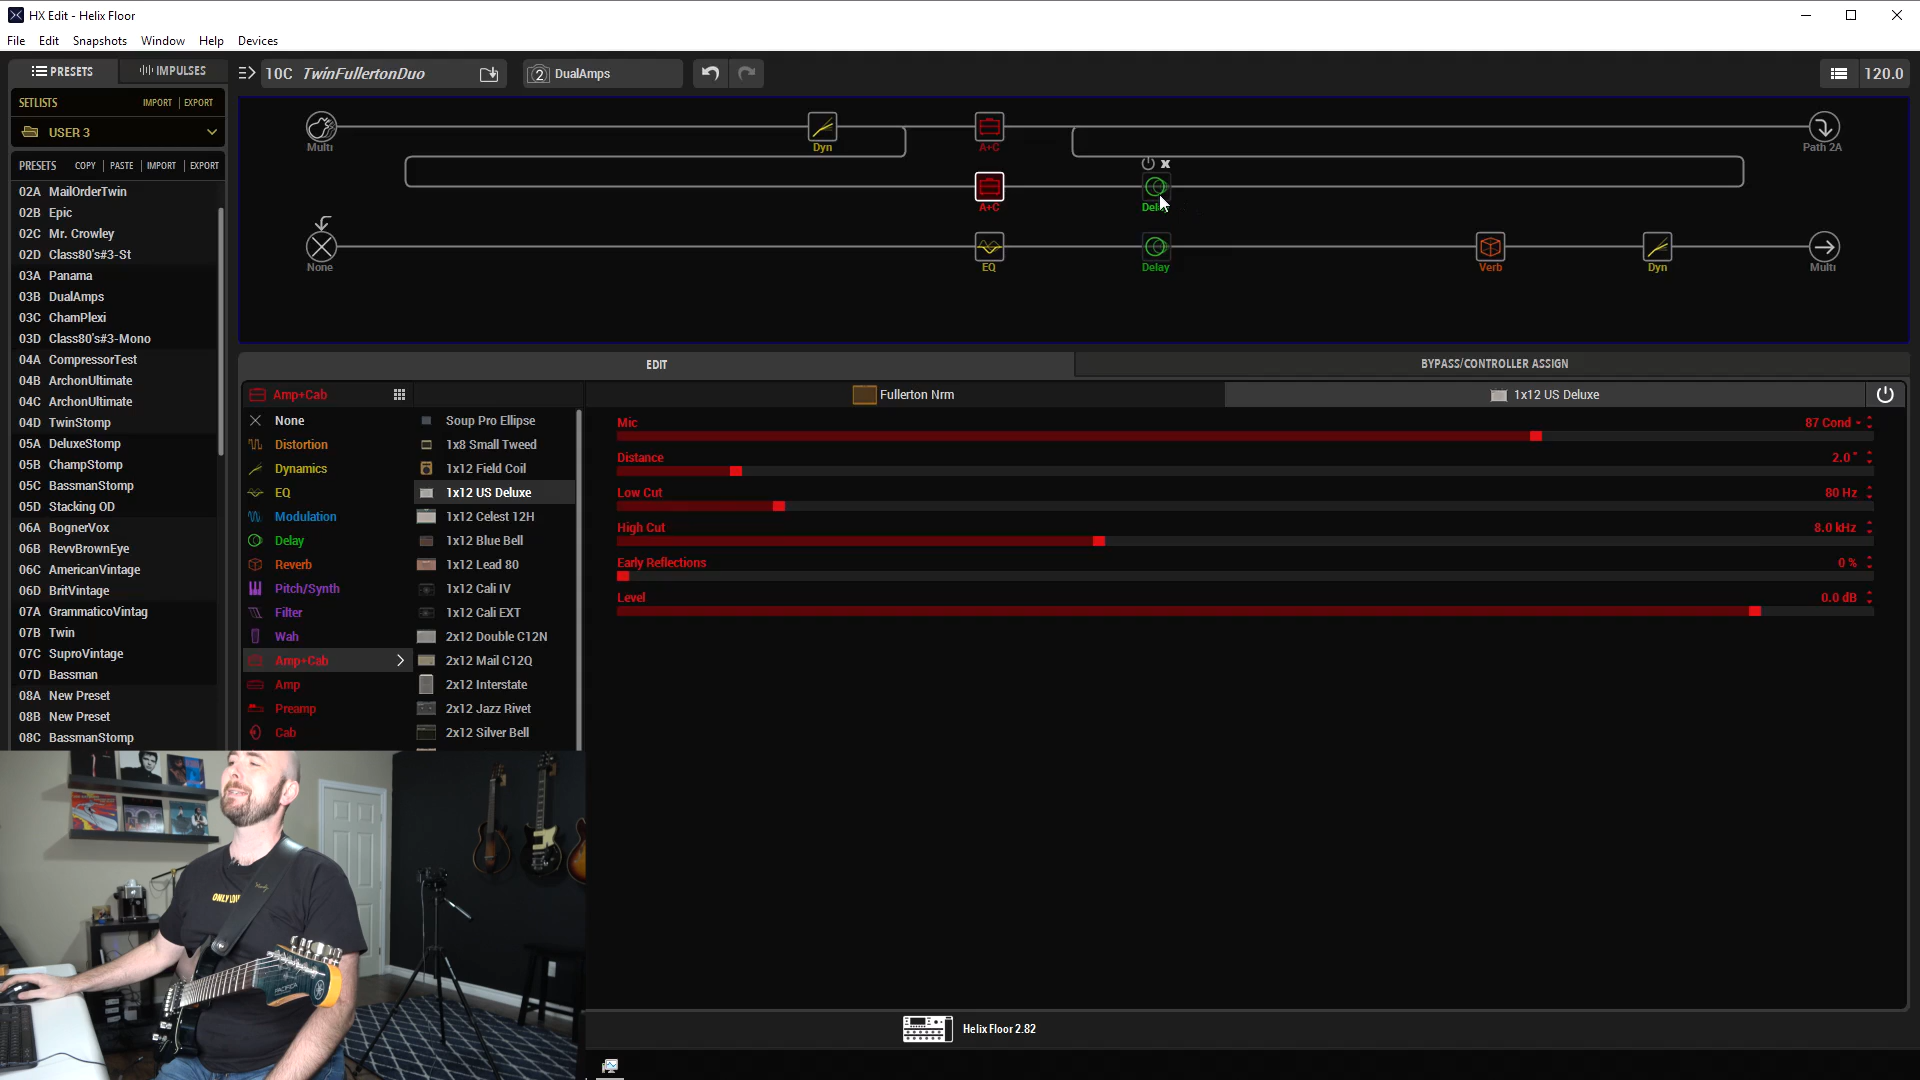 HX Edit - Helix Floor
File Edit Snapshots Window Help Devices
PRESETS IMPULSES 10C TwinFullertonDuo 2 DualAmps 120.0
SETLISTS IMPORT | EXPORT
USER 3
PRESETS COPY | PASTE IMPORT | EXPORT
02A MailOrderTwin
02B Epic
02C Mr. Crowley
02D Class80's#3-St
03A Panama
03B DualAmps
03C ChamPlexi
03D Class80's#3-Mono
04A CompressorTest
04B ArchonUltimate
04C ArchonUltimate
04D TwinStomp
05A DeluxeStomp
05B ChampStomp
05C BassmanStomp
05D Stacking OD
06A BognerVox
06B RevvBrownEye
06C AmericanVintage
06D BritVintage
07A GrammaticoVintag
07B Twin
07C SuproVintage
07D Bassman
08A New Preset
08B New Preset
08C BassmanStomp
Multi Dyn A+C Path 2A
A+C
None EQ Delay Verb Dyn Multi
EDIT BYPASS/CONTROLLER ASSIGN
Amp+Cab Fullerton Nrm 1x12 US Deluxe
None
Distortion
Dynamics
EQ
Modulation
Delay
Reverb
Pitch/Synth
Filter
Wah
Amp+Cab
Amp
Preamp
Cab
Soup Pro Ellipse
1x8 Small Tweed
1x12 Field Coil
1x12 US Deluxe
1x12 Celest 12H
1x12 Blue Bell
1x12 Lead 80
1x12 Cali IV
1x12 Cali EXT
2x12 Double C12N
2x12 Mail C12Q
2x12 Interstate
2x12 Jazz Rivet
2x12 Silver Bell
Mic 87 Cond
Distance 2.0"
Low Cut 80 Hz
High Cut 8.0 kHz
Early Reflections 0 %
Level 0.0 dB
ONLY LOV
PACIFICA
Helix Floor 2.82